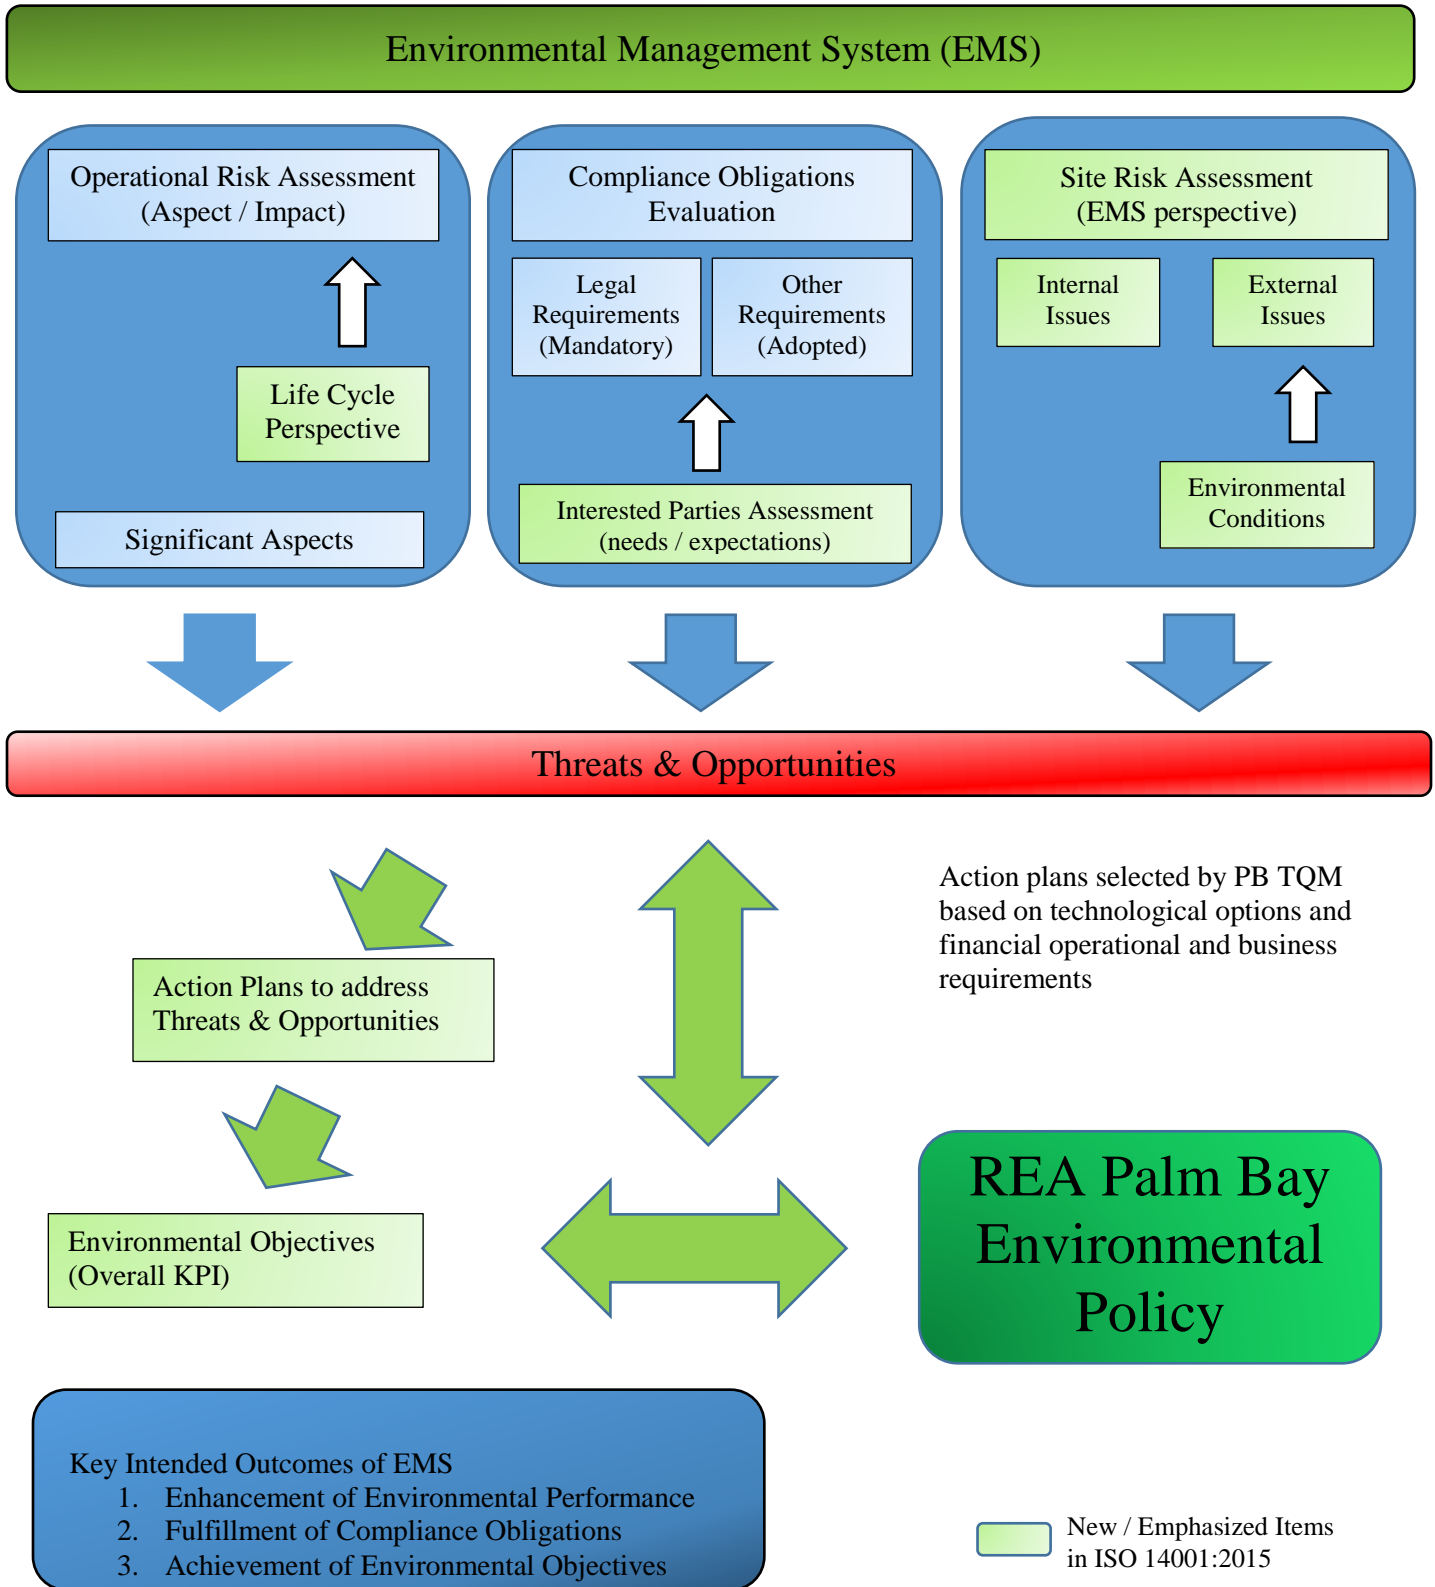 Environmental Management System (EMS)
Operational Risk Assessment
(Aspect / Impact)
Life Cycle
Perspective
Significant Aspects
Compliance Obligations
Evaluation
Legal
Requirements
(Mandatory)
Other
Requirements
(Adopted)
Interested Parties Assessment
(needs / expectations)
Site Risk Assessment
(EMS perspective)
Internal
Issues
External
Issues
Environmental
Conditions
Threats & Opportunities
Action plans selected by PB TQM
based on technological options and
financial operational and business
requirements
Action Plans to address
Threats & Opportunities
Environmental Objectives
(Overall KPI)
REA Palm Bay
Environmental
Policy
Key Intended Outcomes of EMS
1. Enhancement of Environmental Performance
2. Fulfillment of Compliance Obligations
3. Achievement of Environmental Objectives
New / Emphasized Items
in ISO 14001:2015